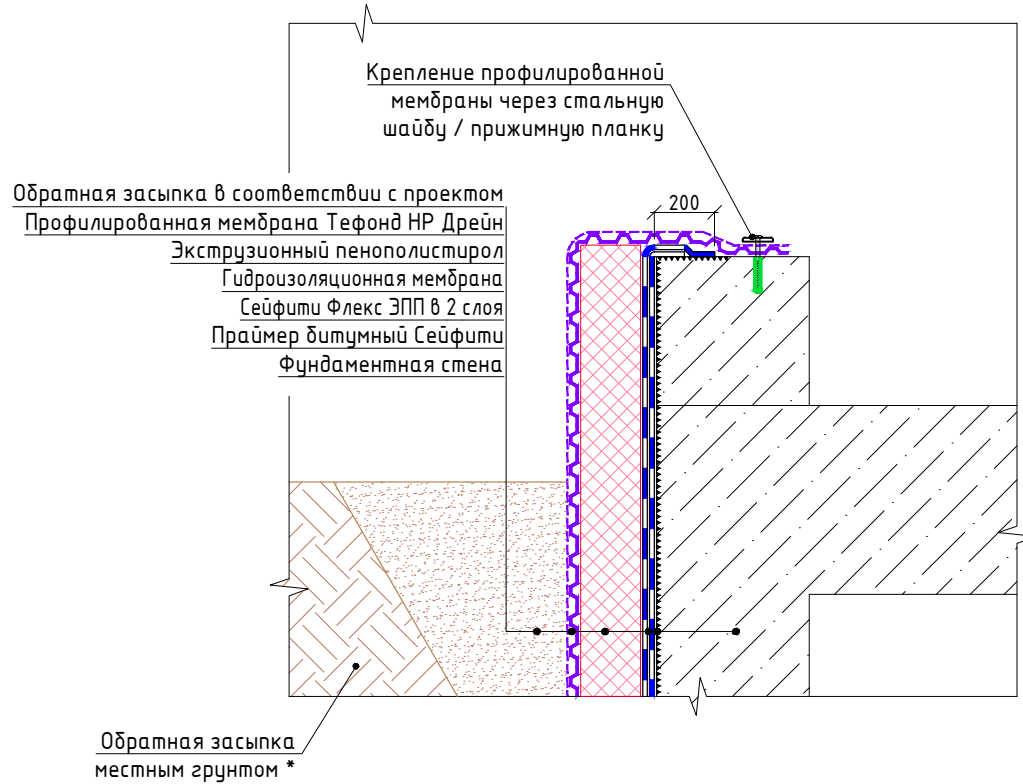 Крепление профилированной
мембраны через стальную
шайбу / прижимную планку
Обратная засыпка в соответствии с проектом
Профилированная мембрана Тефонд НР Дрейн
Экструзионный пенополистирол
Гидроизоляционная мембрана
Сейфити Флекс ЭПП в 2 слоя
Праймер битумный Сейфити
Фундаментная стена
200
Обратная засыпка
местным грунтом *